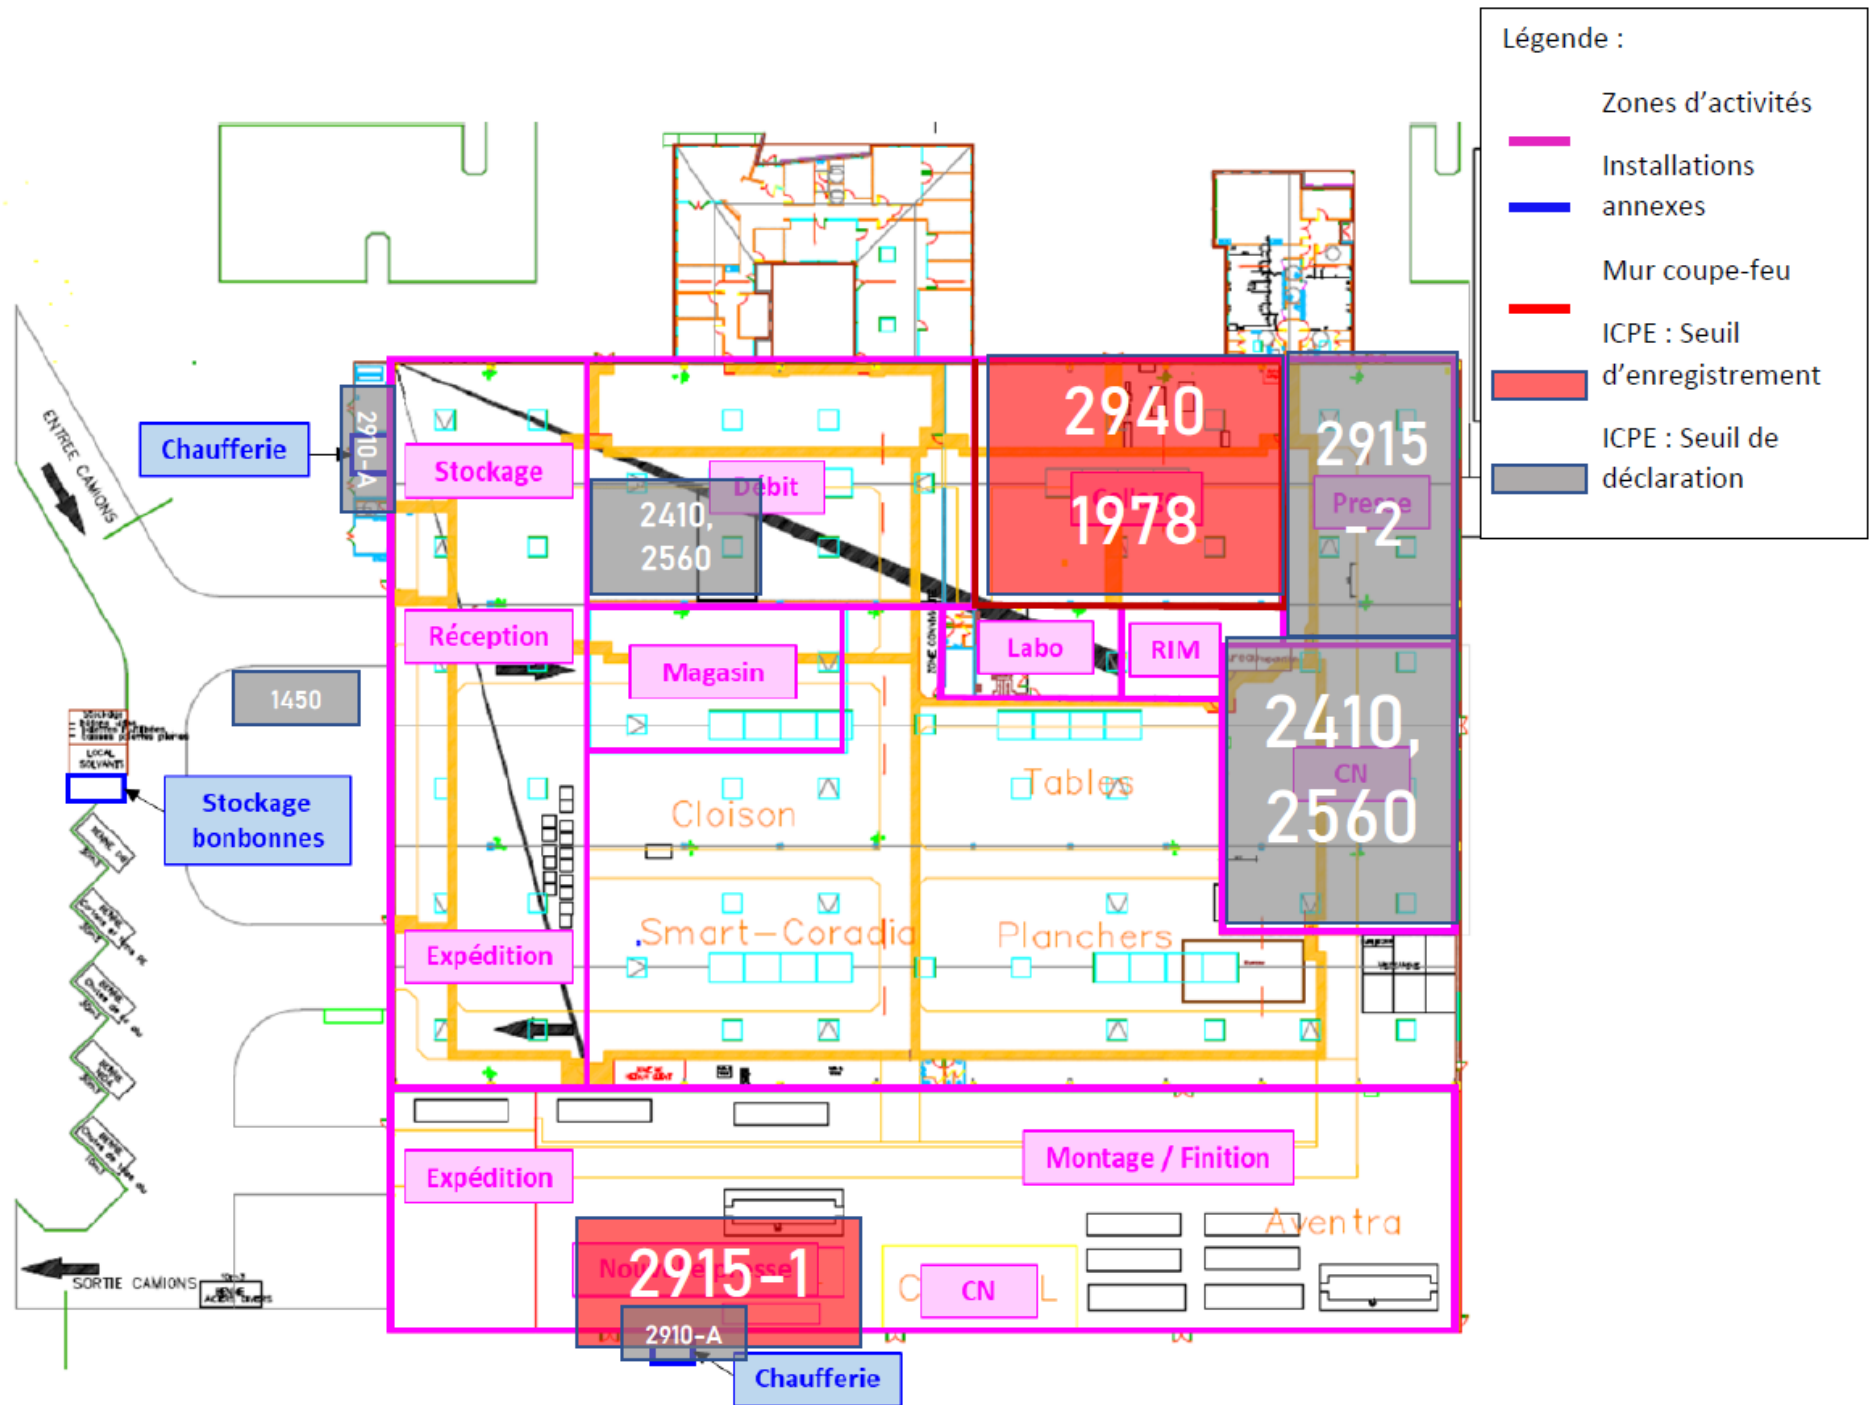 Légende :
Zones d’activités
Installations
annexes
Mur coupe-feu
ICPE : Seuil
d’enregistrement
ICPE : Seuil de
déclaration
ENTREE CAMIONS
Chaufferie
2910-A
Stockage
Débit
2410,
2560
2940
1978
2915
-2
Presse
Réception
Magasin
Labo
RIM
1450
LOCAL
SOLVANTS
Stockage
bonbonnes
2410,
2560
CN
Tables
Cloison
Smart-Coradia
Planchers
Expédition
Expédition
Montage / Finition
Aventra
2915-1
CN
2910-A
Chaufferie
SORTIE CAMIONS